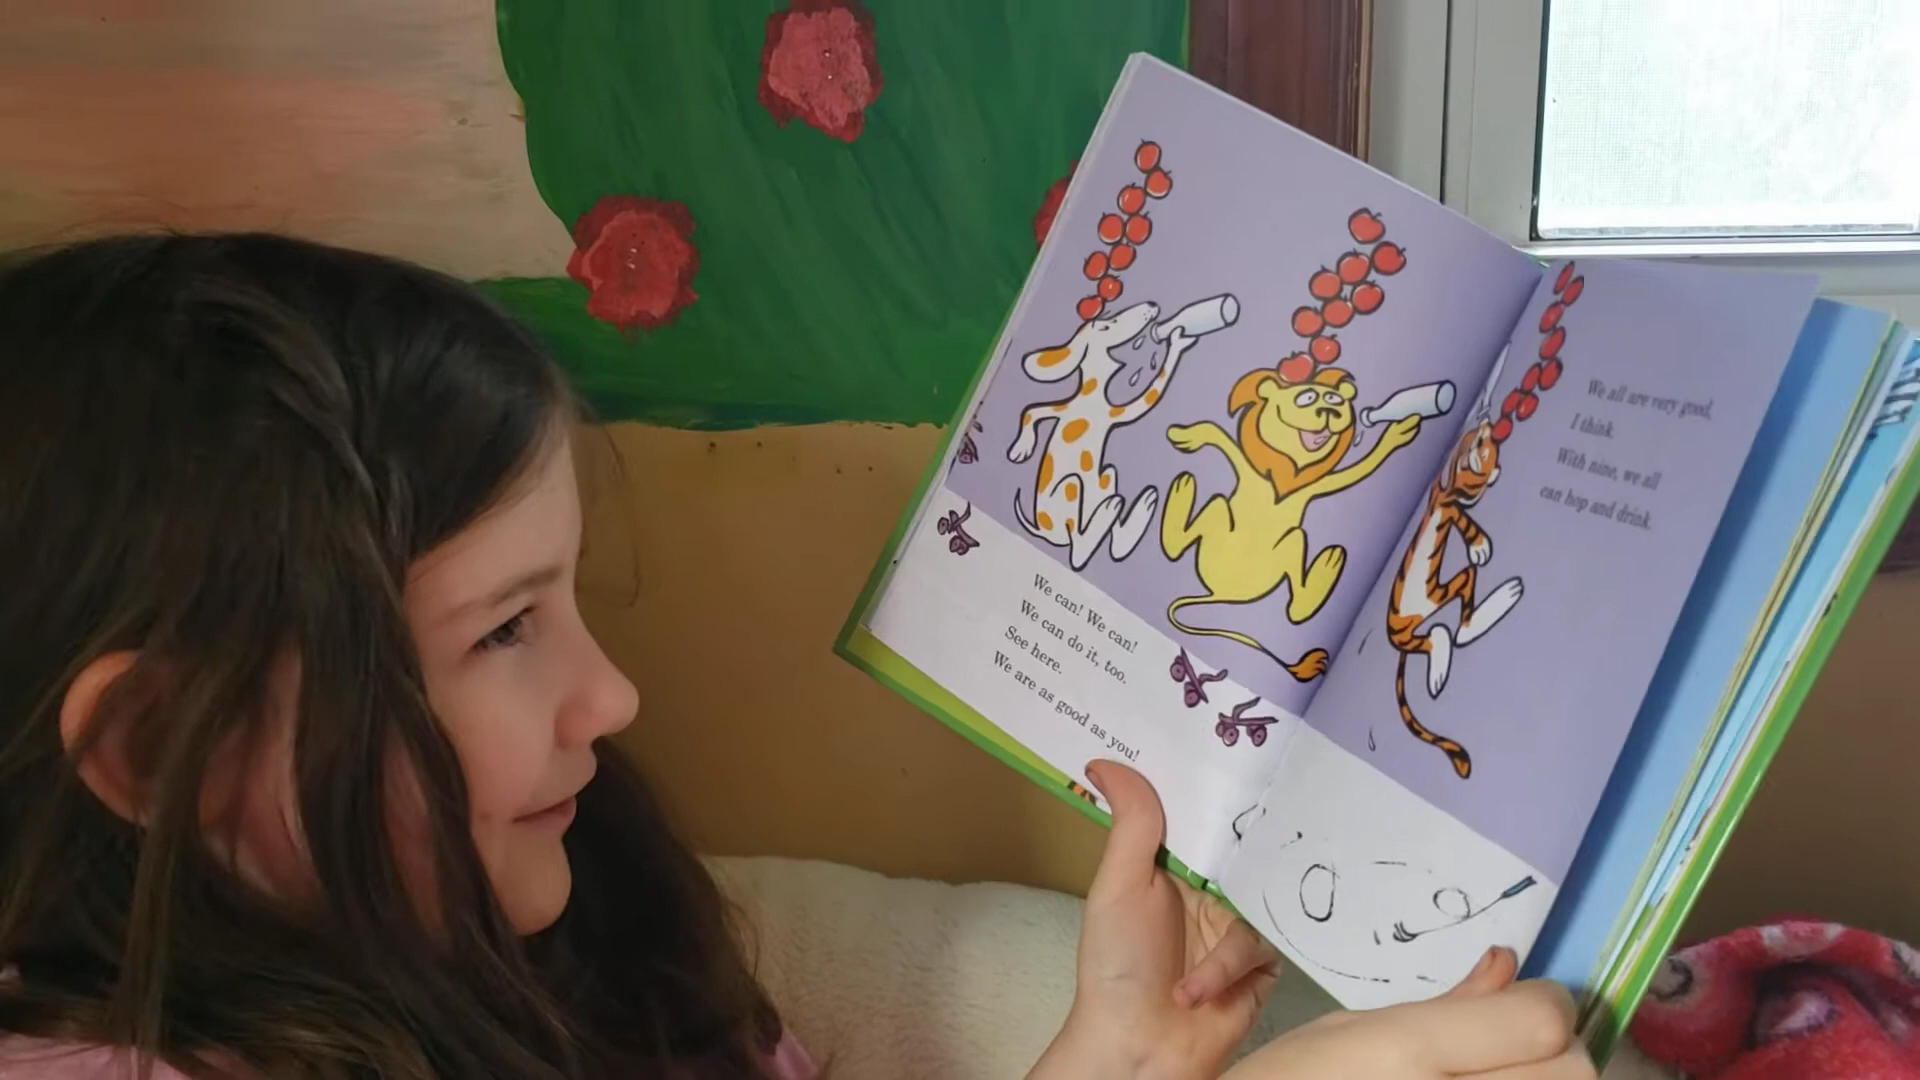 We can! We can!
We can do it, too.
See here.
We are as good as you!
We all are very good,
I think.
With nine, we all
can hop and drink.